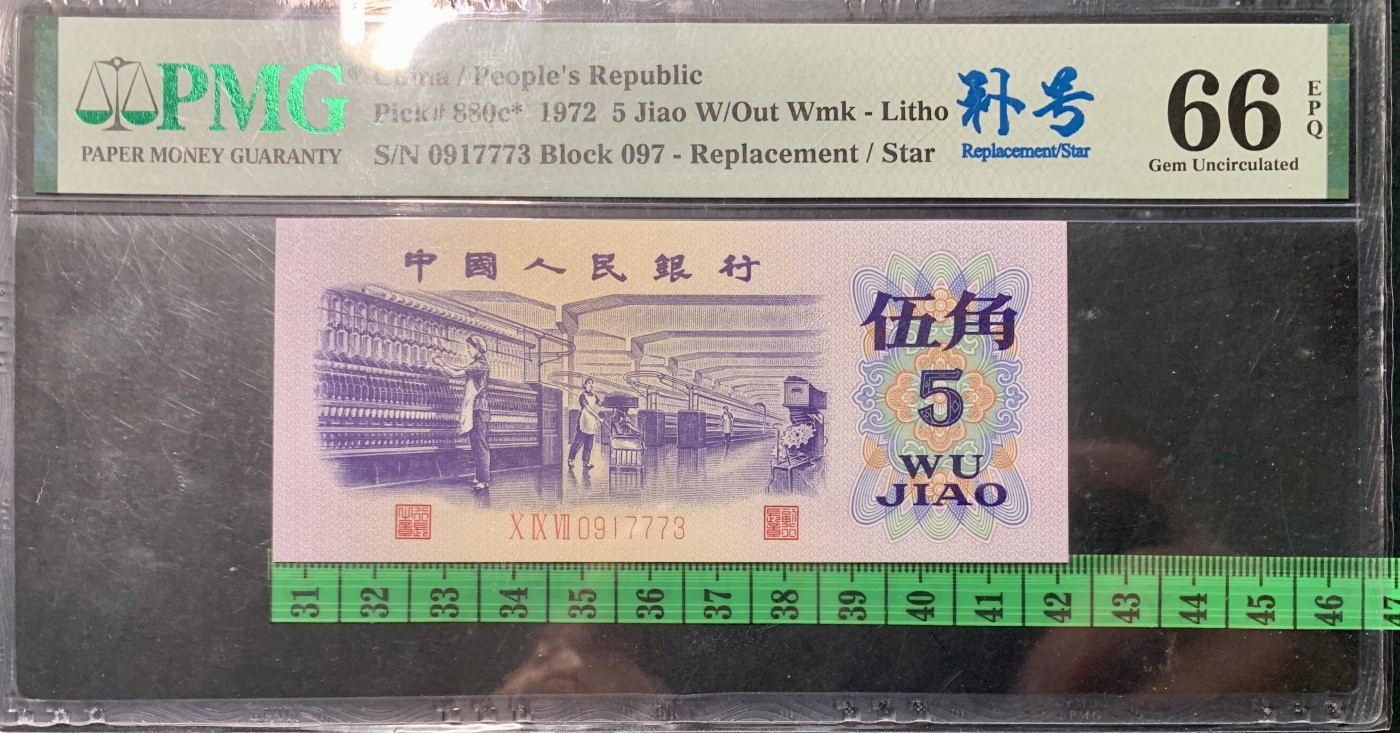 PMG®
PAPER MONEY GUARANTY
China / People's Republic
Pick# 880c* 1972 5 Jiao W/Out Wmk - Litho
S/N 0917773 Block 097 - Replacement / Star
补号
Replacement/Star
66
EPQ
Gem Uncirculated
中國人民銀行
伍角
5
WU
JIAO
X IX VII 0917773
31 32 33 34 35 36 37 38 39 40 41 42 43 44 45 46 47